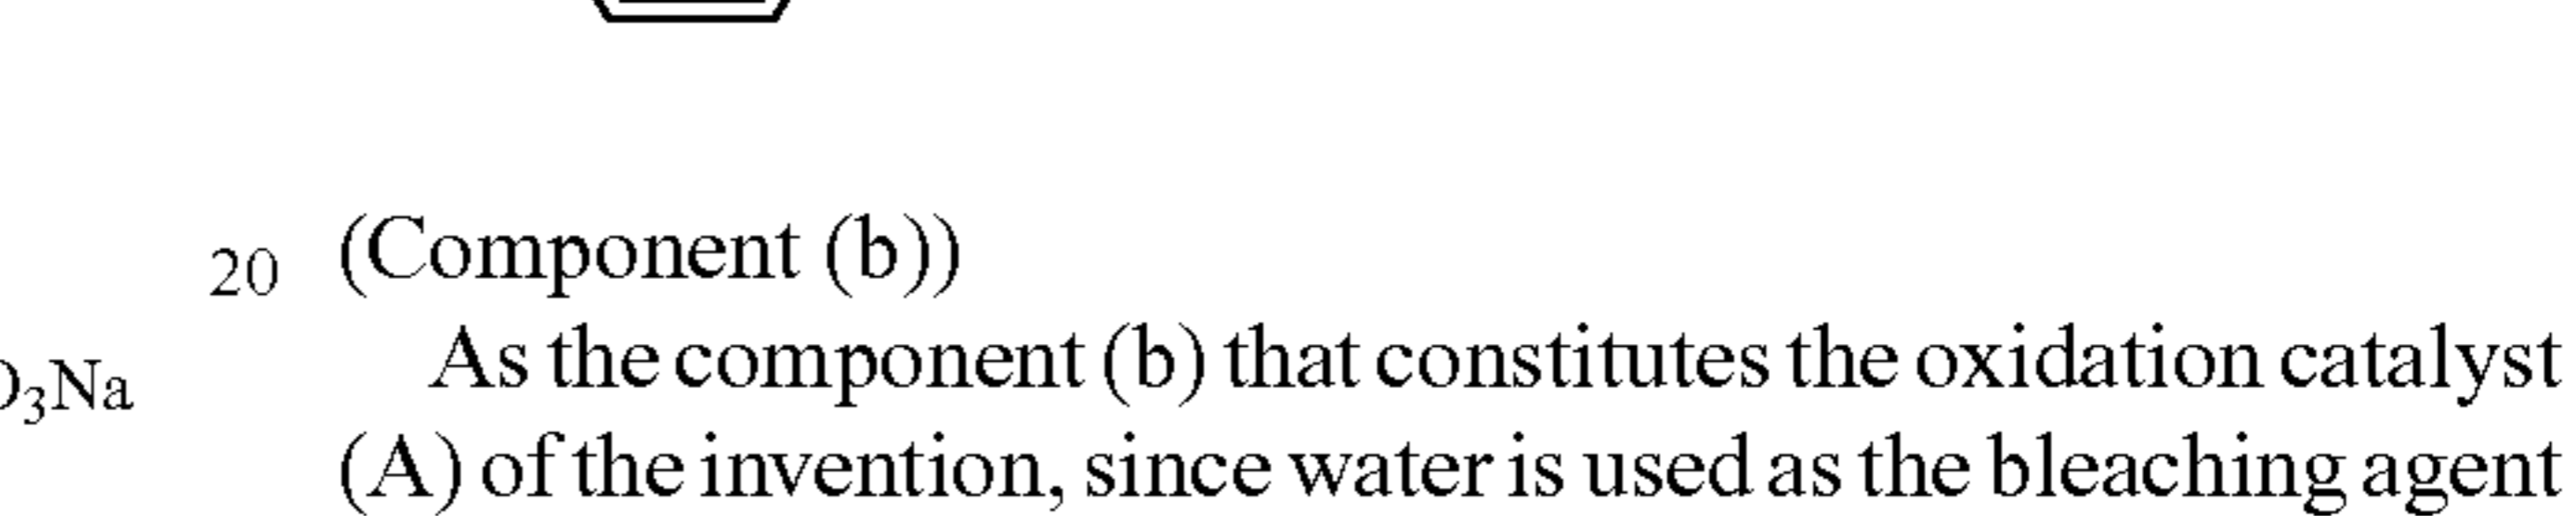 20 (Component (b))
As the component (b) that constitutes the oxidation catalyst
O₃Na
(A) of the invention, since water is used as the bleaching agent